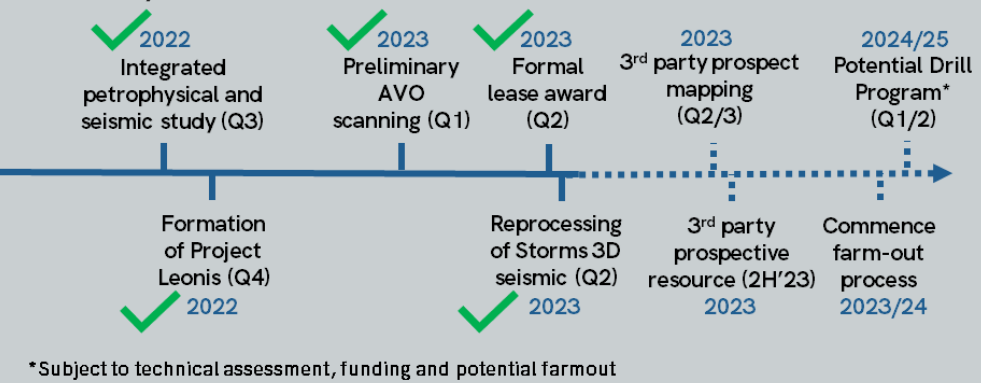 2022
Integrated
petrophysical and
seismic study (Q3)
2023
Preliminary
AVO
scanning (Q1)
2023
Formal
lease award
(Q2)
2023
3rd party prospect
mapping
(Q2/3)
2024/25
Potential Drill
Program*
(Q1/2)
Formation
of Project
Leonis (Q4)
2022
Reprocessing
of Storms 3D
seismic (Q2)
2023
3rd party
prospective
resource (2H'23)
2023
Commence
farm-out
process
2023/24
*Subject to technical assessment, funding and potential farmout